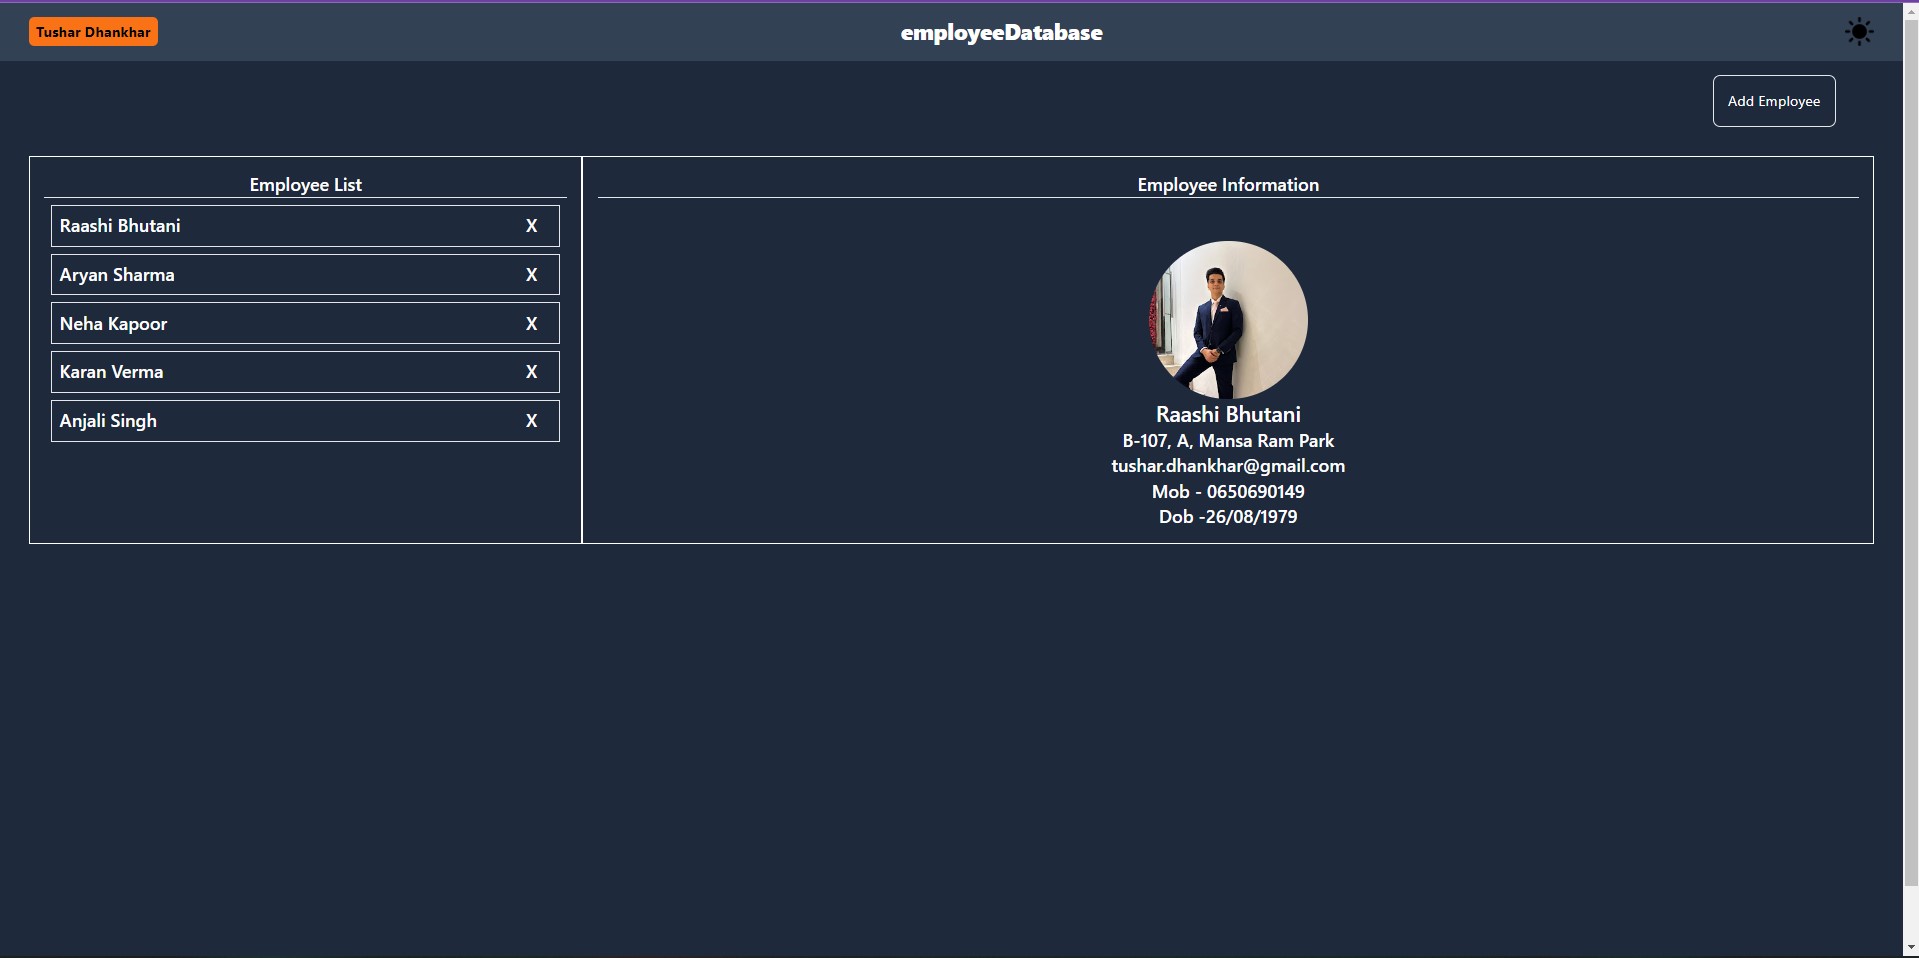 Tushar Dhankhar
employeeDatabase
Add Employee
Employee List
Raashi Bhutani X
Aryan Sharma X
Neha Kapoor X
Karan Verma X
Anjali Singh X
Employee Information
Raashi Bhutani
B-107, A, Mansa Ram Park
tushar.dhankhar@gmail.com
Mob - 0650690149
Dob -26/08/1979